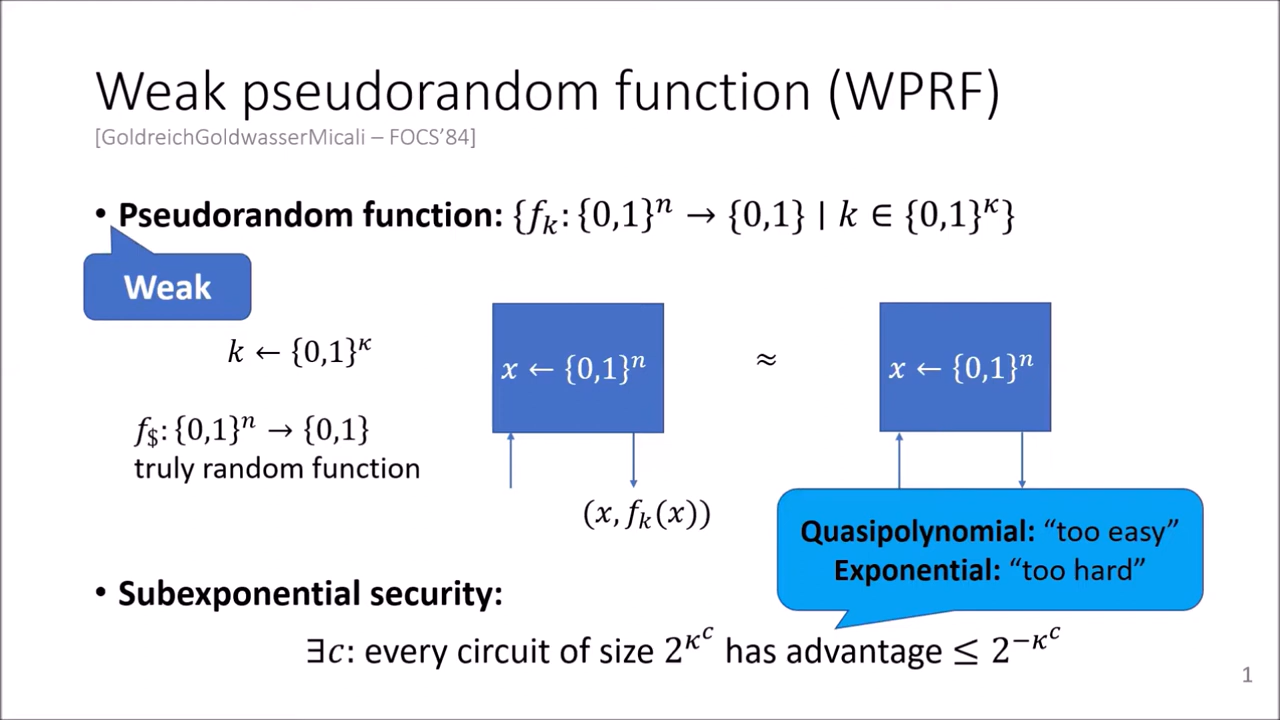 Weak pseudorandom function (WPRF)
[GoldreichGoldwasserMicali – FOCS'84]
• Pseudorandom function: {fₖ: {0,1}ⁿ → {0,1} | k ∈ {0,1}^κ}
Weak
k ← {0,1}^κ
x ← {0,1}ⁿ
≈
x ← {0,1}ⁿ
f_$: {0,1}ⁿ → {0,1}
truly random function
(x, fₖ(x))
Quasipolynomial: “too easy”
Exponential: “too hard”
• Subexponential security:
∃c: every circuit of size 2^κ^c has advantage ≤ 2^−κ^c
1